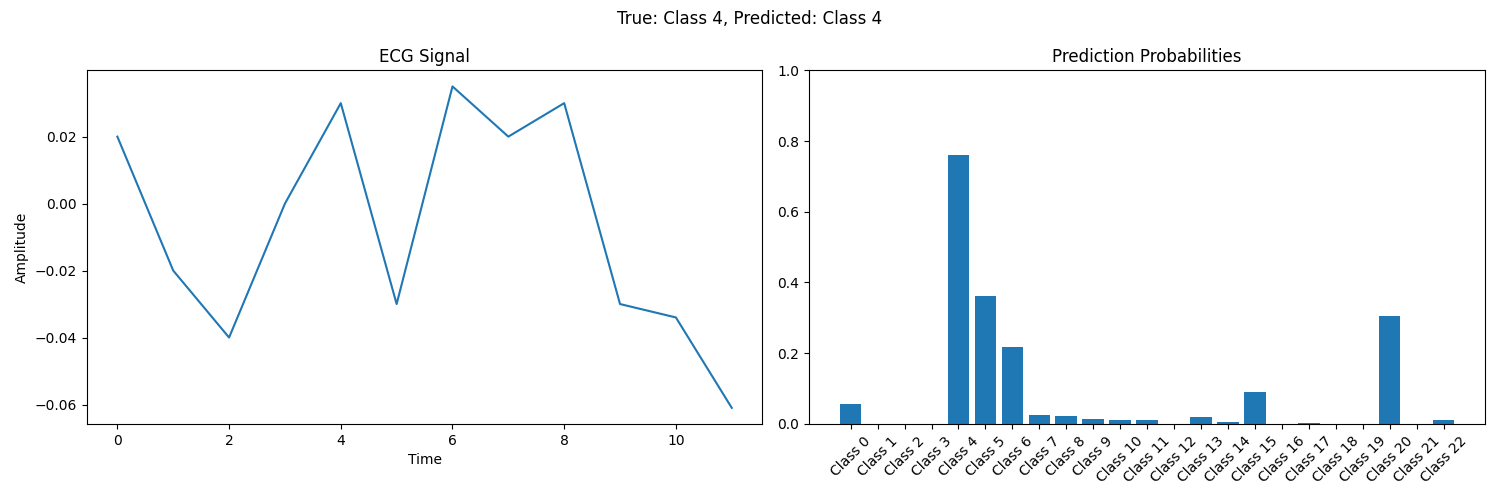 True: Class 4, Predicted: Class 4
ECG Signal
Amplitude
0.02
0.00
−0.02
−0.04
−0.06
0
2
4
6
8
10
Time
Prediction Probabilities
1.0
0.8
0.6
0.4
0.2
0.0
Class 0
Class 1
Class 2
Class 3
Class 4
Class 5
Class 6
Class 7
Class 8
Class 9
Class 10
Class 11
Class 12
Class 13
Class 14
Class 15
Class 16
Class 17
Class 18
Class 19
Class 20
Class 21
Class 22